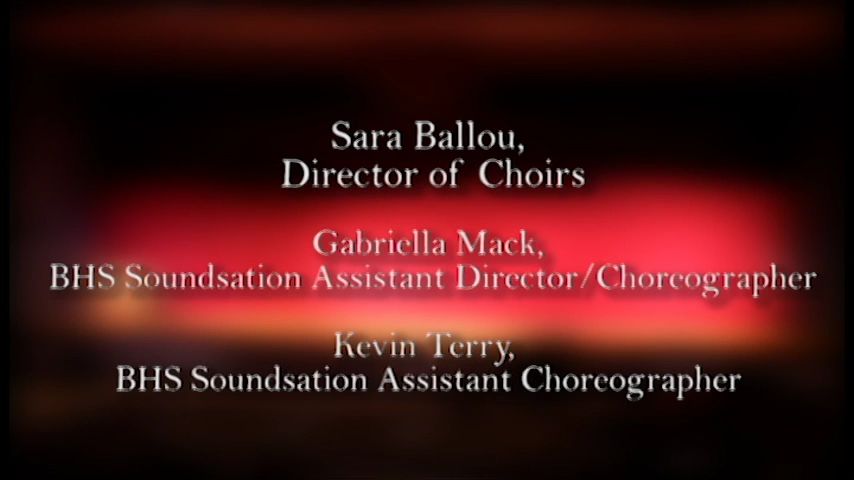 Sara Ballou,
Director of Choirs
Gabriella Mack,
BHS Soundsation Assistant Director/Choreographer
Kevin Terry,
BHS Soundsation Assistant Choreographer